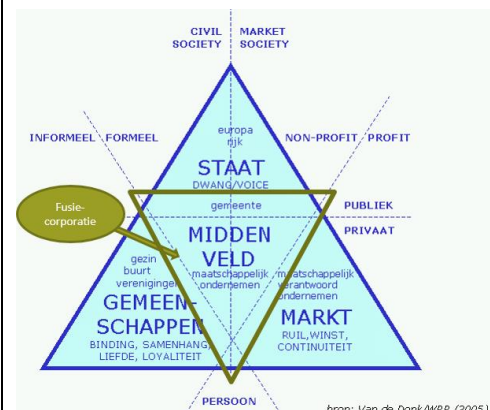 CIVIL SOCIETY
MARKET SOCIETY
INFORMEEL
FORMEEL
NON-PROFIT
PROFIT
europa
rijk
STAAT
DWANG/VOICE
gemeente
PUBLIEK
PRIVAAT
Fusie-
corporatie
MIDDEN
VELD
maatschappelijk
ondernemen
gezin
buurt
verenigingen
GEMEEN-
SCHAPPEN
BINDING, SAMENHANG,
LIEFDE, LOYALITEIT
maatschappelijk
verantwoord
ondernemen
MARKT
RUIL,WINST,
CONTINUITEIT
PERSOON
bron: Van de Donk/WRR (2005)